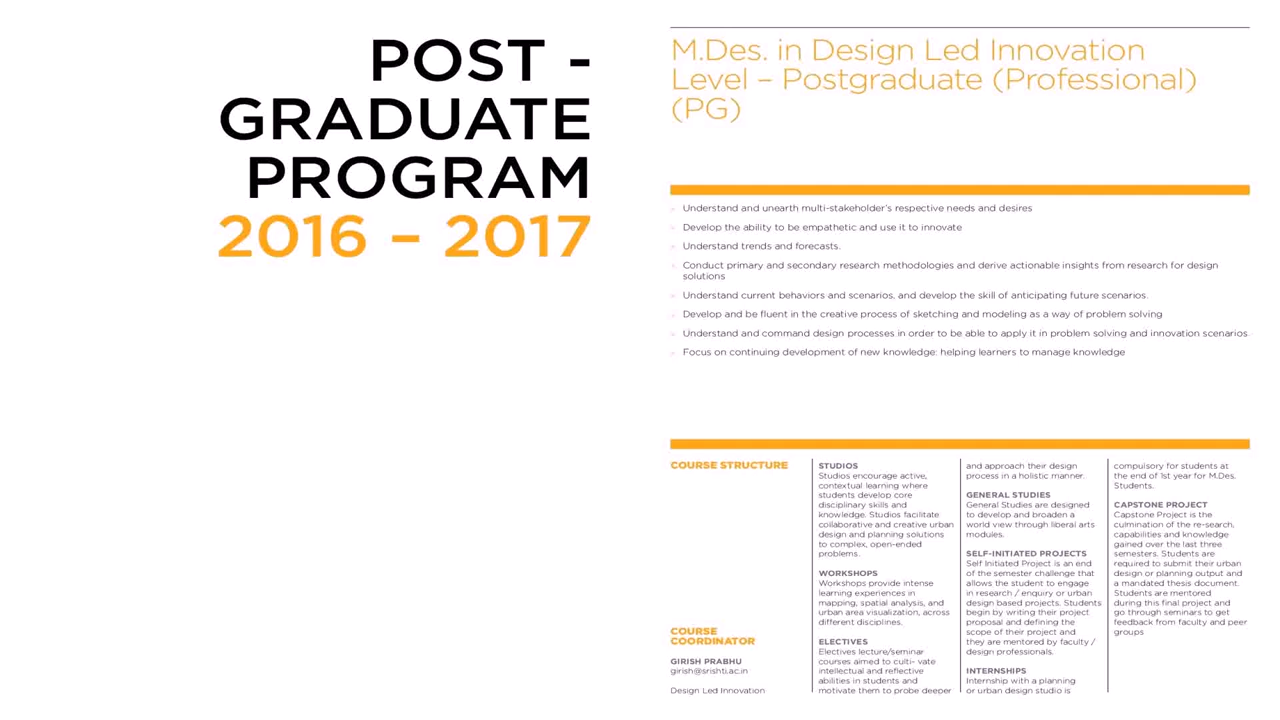 POST -
GRADUATE
PROGRAM
2016 – 2017
M.Des. in Design Led Innovation
Level – Postgraduate (Professional)
(PG)
Understand and unearth multi-stakeholder's respective needs and desires
Develop the ability to be empathetic and use it to innovate
Understand trends and forecasts.
Conduct primary and secondary research methodologies and derive actionable insights from research for design
solutions
Understand current behaviors and scenarios, and develop the skill of anticipating future scenarios.
Develop and be fluent in the creative process of sketching and modeling as a way of problem solving
Understand and command design processes in order to be able to apply it in problem solving and innovation scenarios
Focus on continuing development of new knowledge: helping learners to manage knowledge
COURSE STRUCTURE
COURSE
COORDINATOR
GIRISH PRABHU
girish@srishti.ac.in
Design Led Innovation
STUDIOS
Studios encourage active,
contextual learning where
students develop core
disciplinary skills and
knowledge. Studios facilitate
collaborative and creative urban
design and planning solutions
to complex, open-ended
problems.
WORKSHOPS
Workshops provide intense
learning experiences in
mapping, spatial analysis, and
urban area visualization, across
different disciplines.
ELECTIVES
Electives lecture/seminar
courses aimed to culti- vate
intellectual and reflective
abilities in students and
motivate them to probe deeper
and approach their design
process in a holistic manner.
GENERAL STUDIES
General Studies are designed
to develop and broaden a
world view through liberal arts
modules.
SELF-INITIATED PROJECTS
Self Initiated Project is an end
of the semester challenge that
allows the student to engage
in research / enquiry or urban
design based projects. Students
begin by writing their project
proposal and defining the
scope of their project and
they are mentored by faculty /
design professionals.
INTERNSHIPS
Internship with a planning
or urban design studio is
compulsory for students at
the end of 1st year for M.Des.
Students.
CAPSTONE PROJECT
Capstone Project is the
culmination of the re-search,
capabilities and knowledge
gained over the last three
semesters. Students are
required to submit their urban
design or planning output and
a mandated thesis document.
Students are mentored
during this final project and
go through seminars to get
feedback from faculty and peer
groups